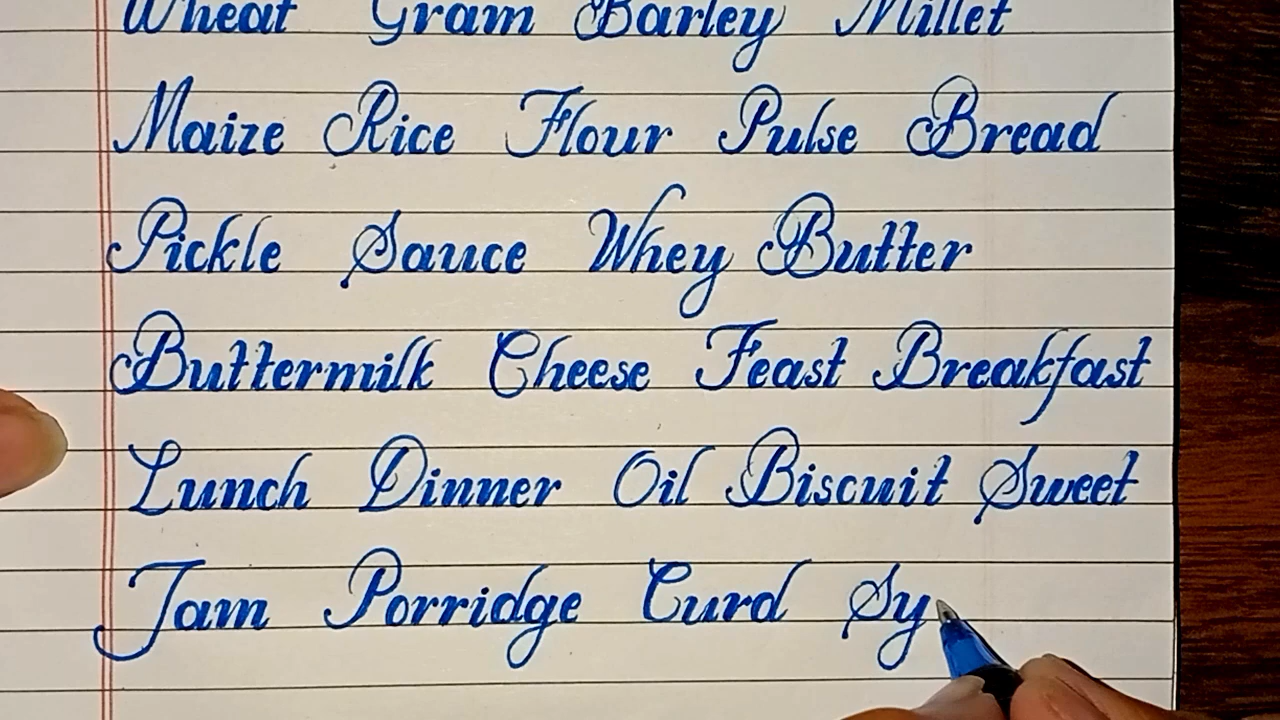 Wheat Gram Barley Millet
Maize Rice Flour Pulse Bread
Pickle Sauce Whey Butter
Buttermilk Cheese Feast Breakfast
Lunch Dinner Oil Biscuit Sweet
Jam Porridge Curd Sy